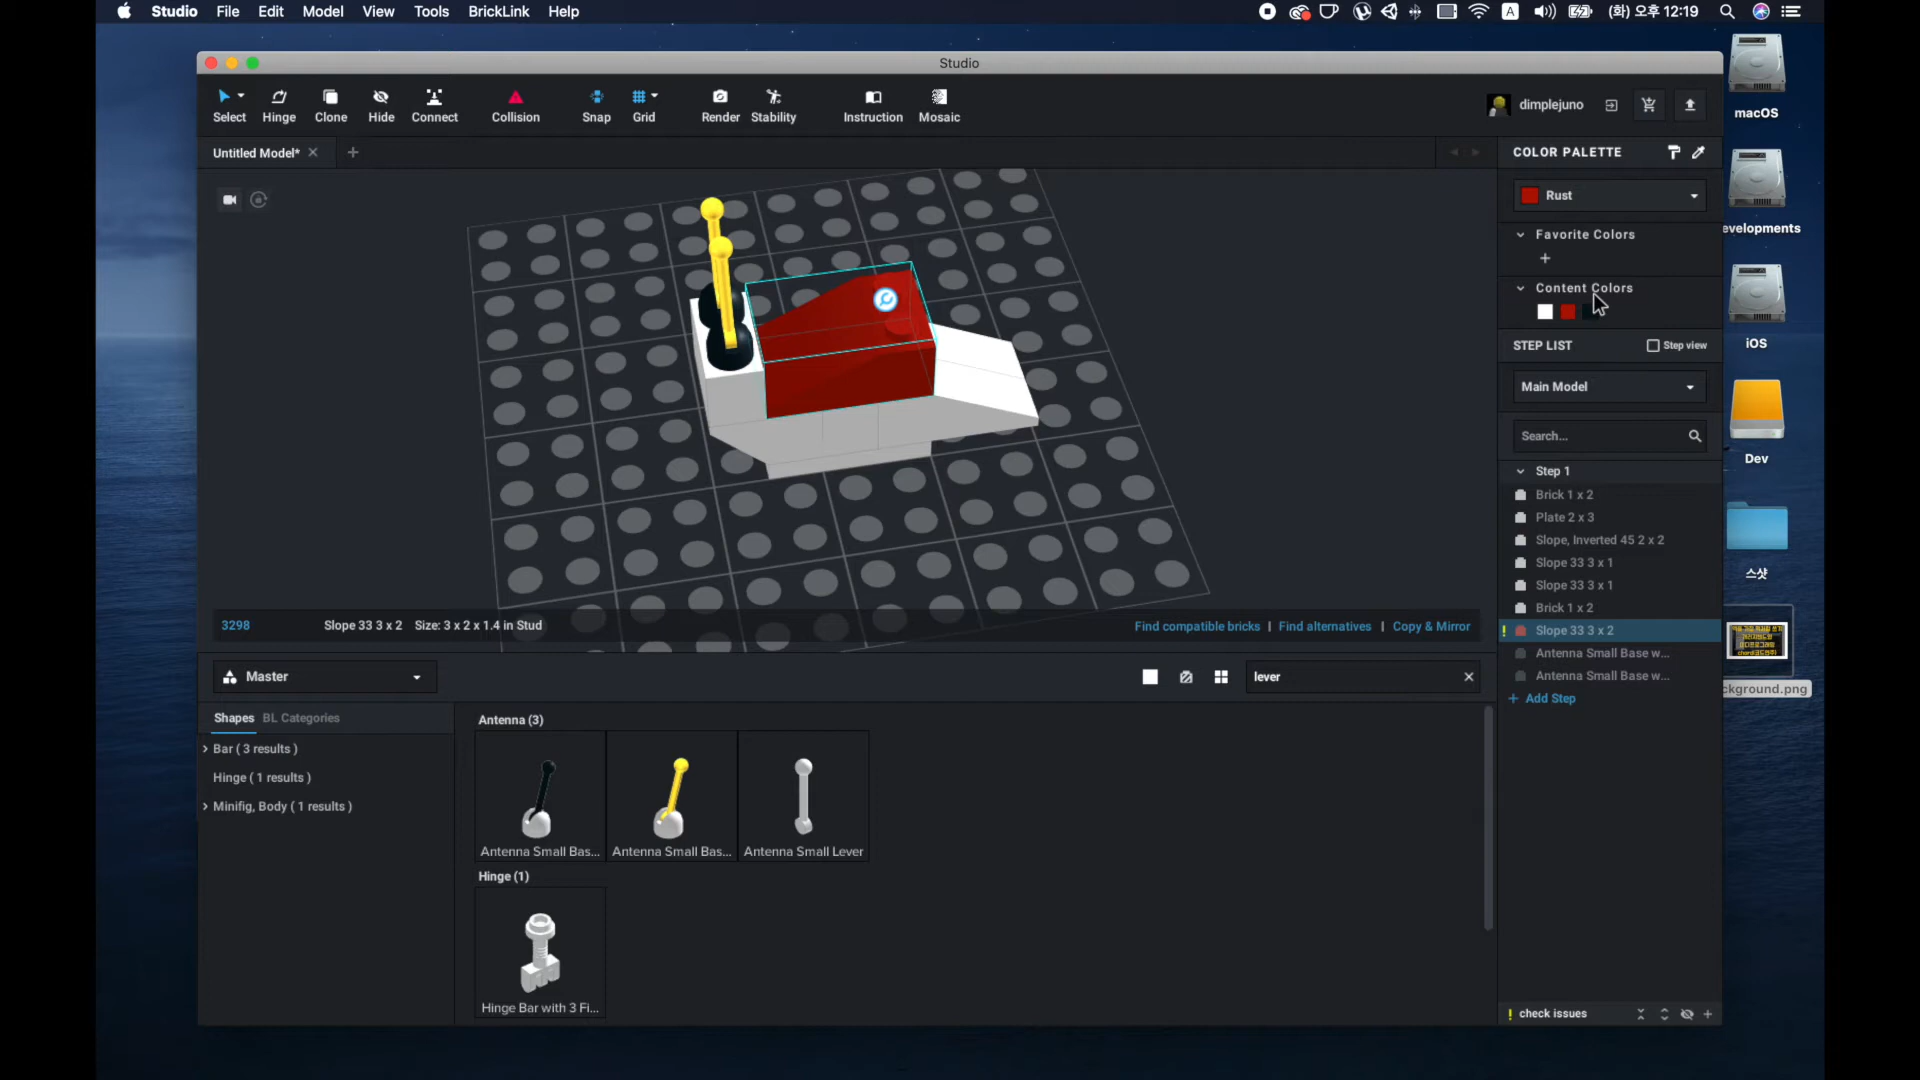 Studio File Edit Model View Tools BrickLink Help
A (화) 오후 12:19
Studio
macOS
evelopments
iOS
Dev
스샷
ckground.png
Select Hinge Clone Hide Connect Collision Snap Grid Render Stability Instruction Mosaic
dimplejuno
Untitled Model*
COLOR PALETTE
Rust
Favorite Colors
Content Colors
STEP LIST Step view
Main Model
Search...
Step 1
Brick 1 x 2
Plate 2 x 3
Slope, Inverted 45 2 x 2
Slope 33 3 x 1
Slope 33 3 x 1
Brick 1 x 2
Slope 33 3 x 2
Antenna Small Base w...
Antenna Small Base w...
Add Step
check issues
3298 Slope 33 3 x 2 Size: 3 x 2 x 1.4 in Stud
Find compatible bricks | Find alternatives | Copy & Mirror
Master
lever
Shapes BL Categories
Bar ( 3 results )
Hinge ( 1 results )
Minifig, Body ( 1 results )
Antenna (3)
Antenna Small Bas...
Antenna Small Bas...
Antenna Small Lever
Hinge (1)
Hinge Bar with 3 Fi...